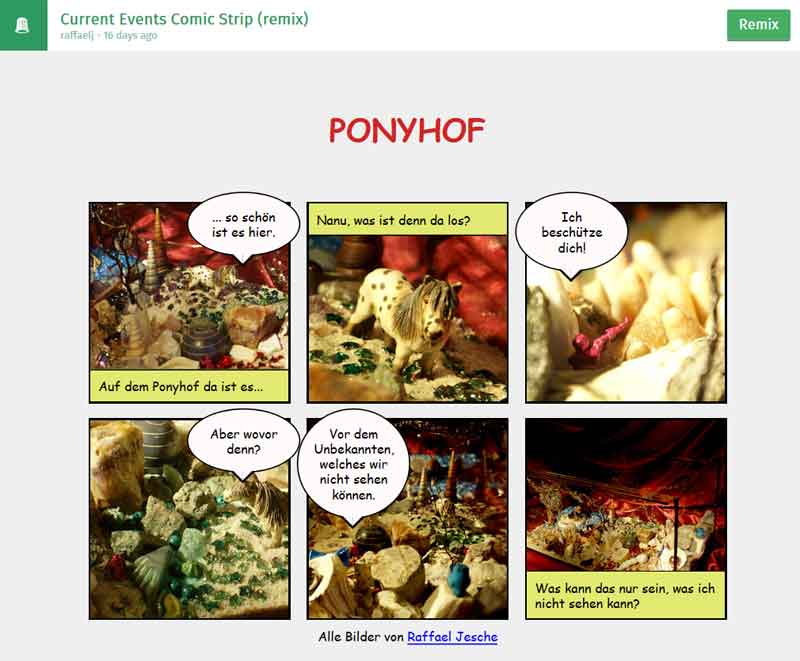 Current Events Comic Strip (remix)
raffaelj - 16 days ago
Remix
PONYHOF
... so schön
ist es hier.
Auf dem Ponyhof da ist es...
Nanu, was ist denn da los?
Ich
beschütze
dich!
Aber wovor
denn?
Vor dem
Unbekannten,
welches wir
nicht sehen
können.
Was kann das nur sein, was ich
nicht sehen kann?
Alle Bilder von Raffael Jesche